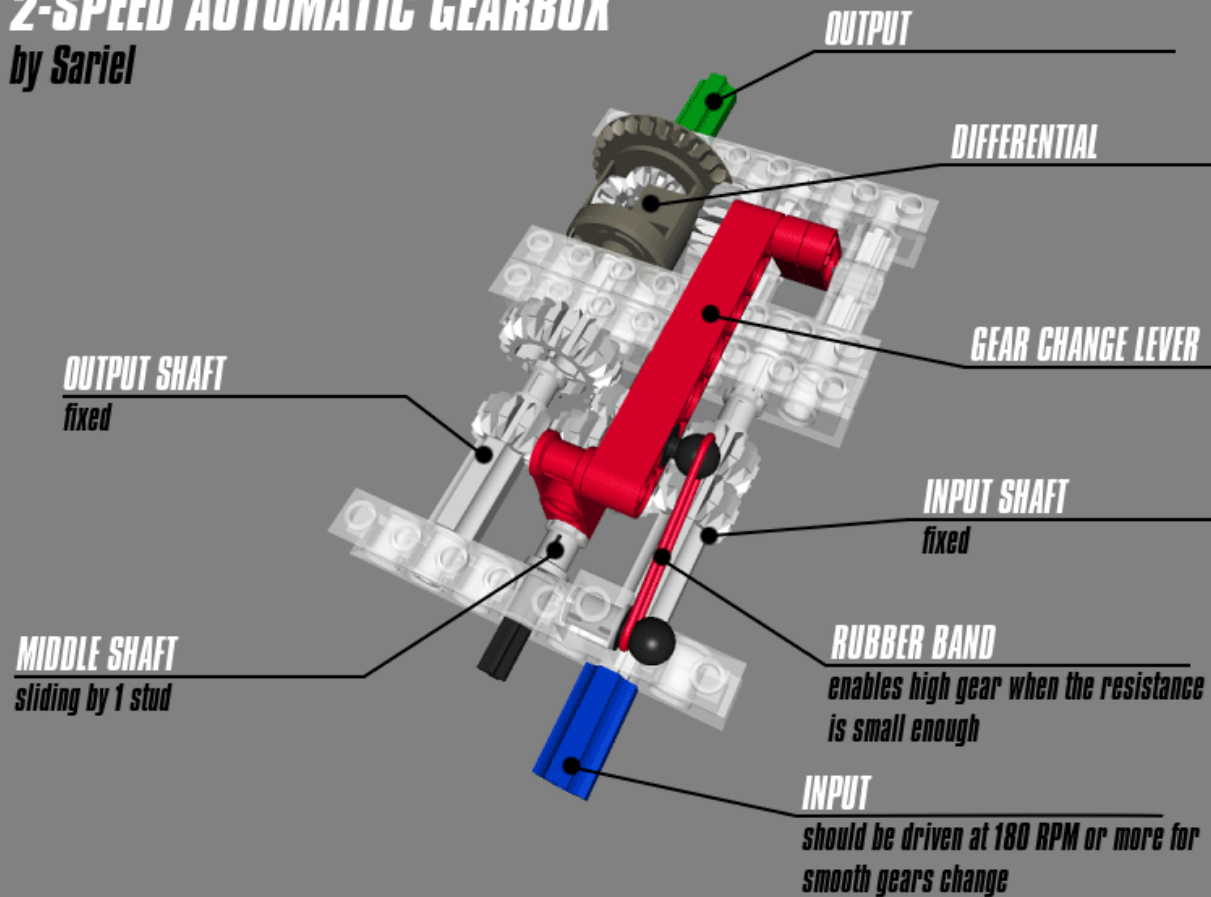 2-SPEED AUTOMATIC GEARBOX
by Sariel
OUTPUT
DIFFERENTIAL
GEAR CHANGE LEVER
OUTPUT SHAFT
fixed
INPUT SHAFT
fixed
MIDDLE SHAFT
sliding by 1 stud
RUBBER BAND
enables high gear when the resistance
is small enough
INPUT
should be driven at 180 RPM or more for
smooth gears change